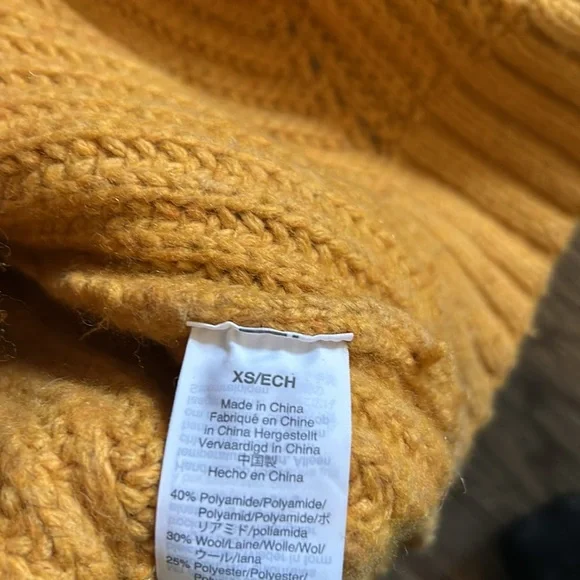 XS/ECH
Made in China
Fabriqué en Chine
in China Hergestellt
Vervaardigd in China
中国製
Hecho en China
40% Polyamide/Polyamide/
Polyamid/Polyamide/ポ
リアミド/poliamida
30% Wool/Laine/Wolle/Wol/
ウール/lana
25% Polyester/Polyester/